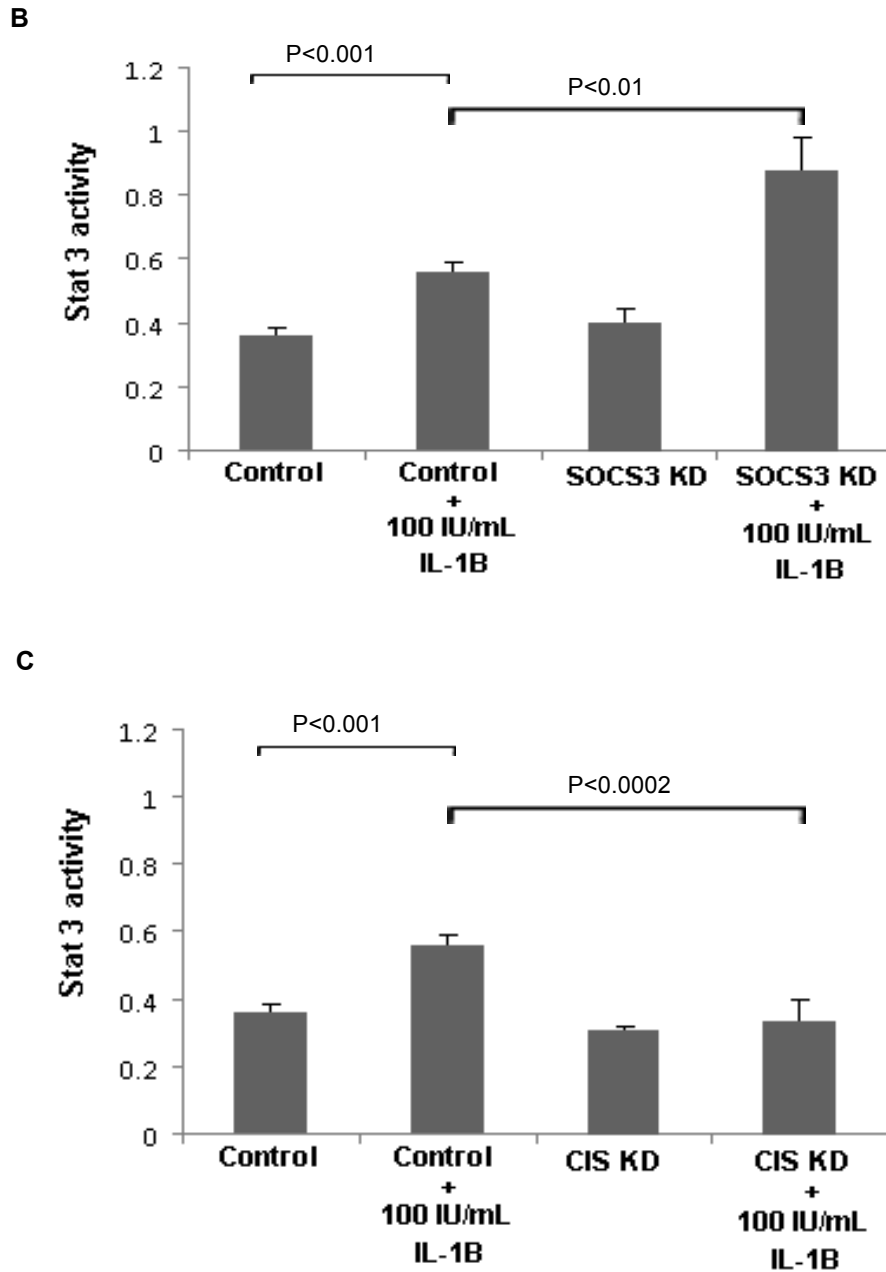 B
P<0.001
P<0.01
1.2
1
0.8
0.6
0.4
0.2
0
Stat 3 activity
Control
Control
+
100 IU/mL
IL-1B
SOCS3 KD
SOCS3 KD
+
100 IU/mL
IL-1B
C
P<0.001
P<0.0002
1.2
1
0.8
0.6
0.4
0.2
0
Stat 3 activity
Control
Control
+
100 IU/mL
IL-1B
CIS KD
CIS KD
+
100 IU/mL
IL-1B